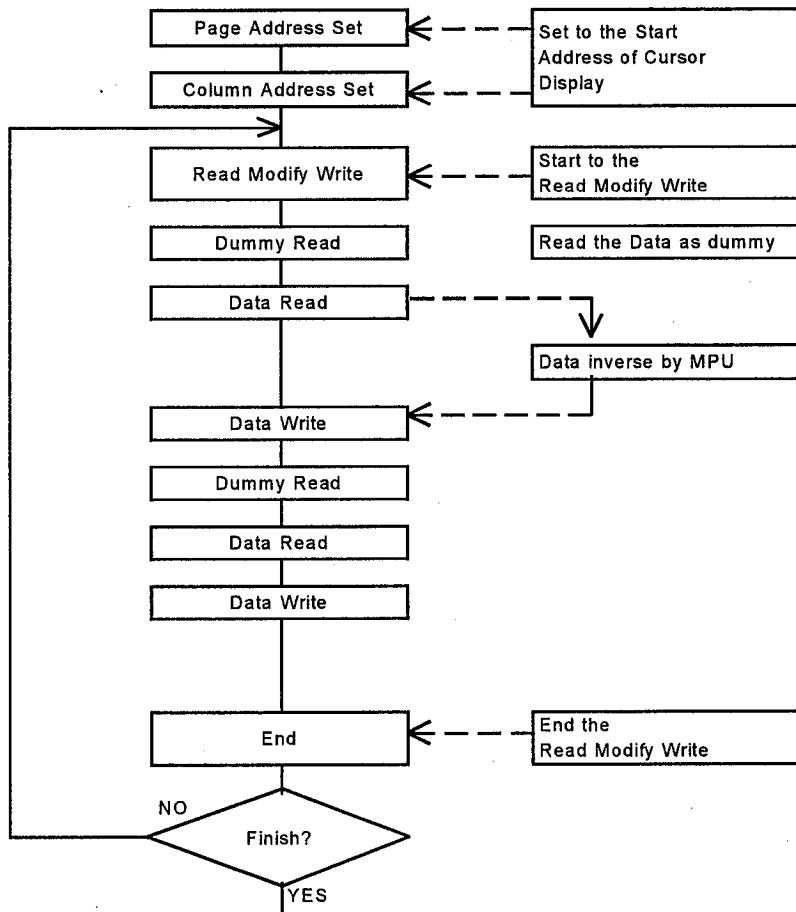 Page Address Set
Set to the Start
Address of Cursor
Display
Column Address Set
Read Modify Write
Start to the
Read Modify Write
Dummy Read
Read the Data as dummy
Data Read
Data inverse by MPU
Data Write
Dummy Read
Data Read
Data Write
End
End the
Read Modify Write
NO
Finish?
YES